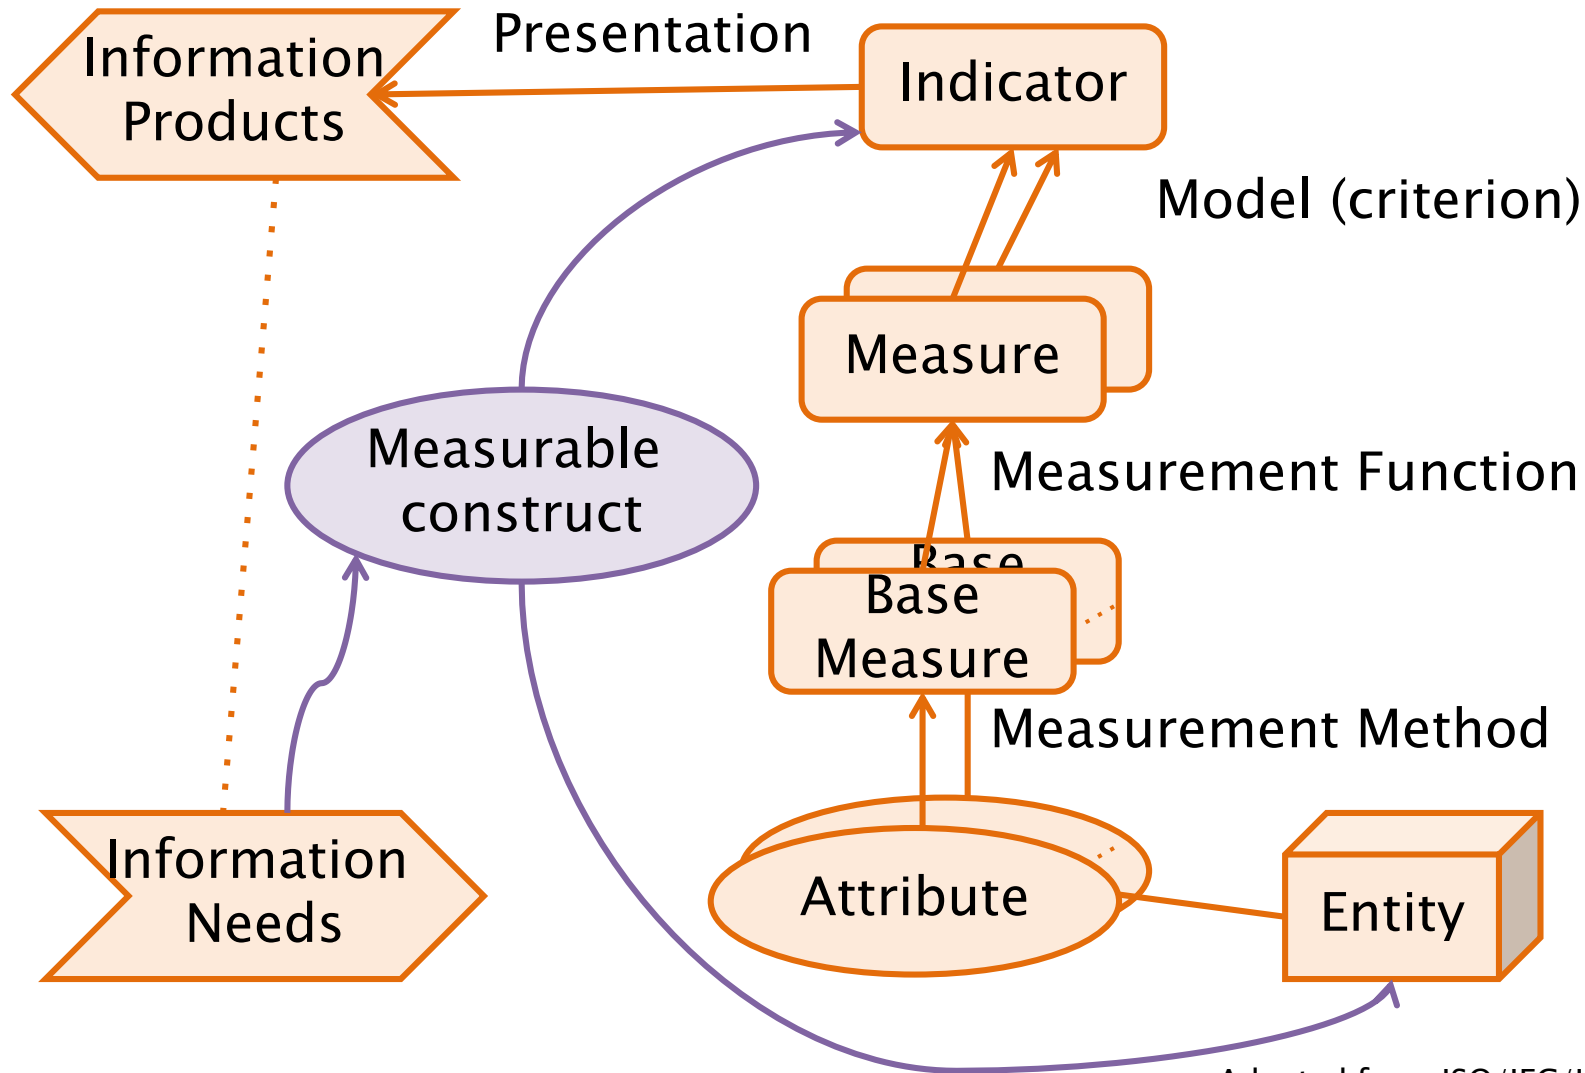 Presentation
Information
Products
Indicator
Model (criterion)
Measure
Measurable
construct
Measurement Function
Base
Base
Measure
Measurement Method
Information
Needs
Attribute
Entity